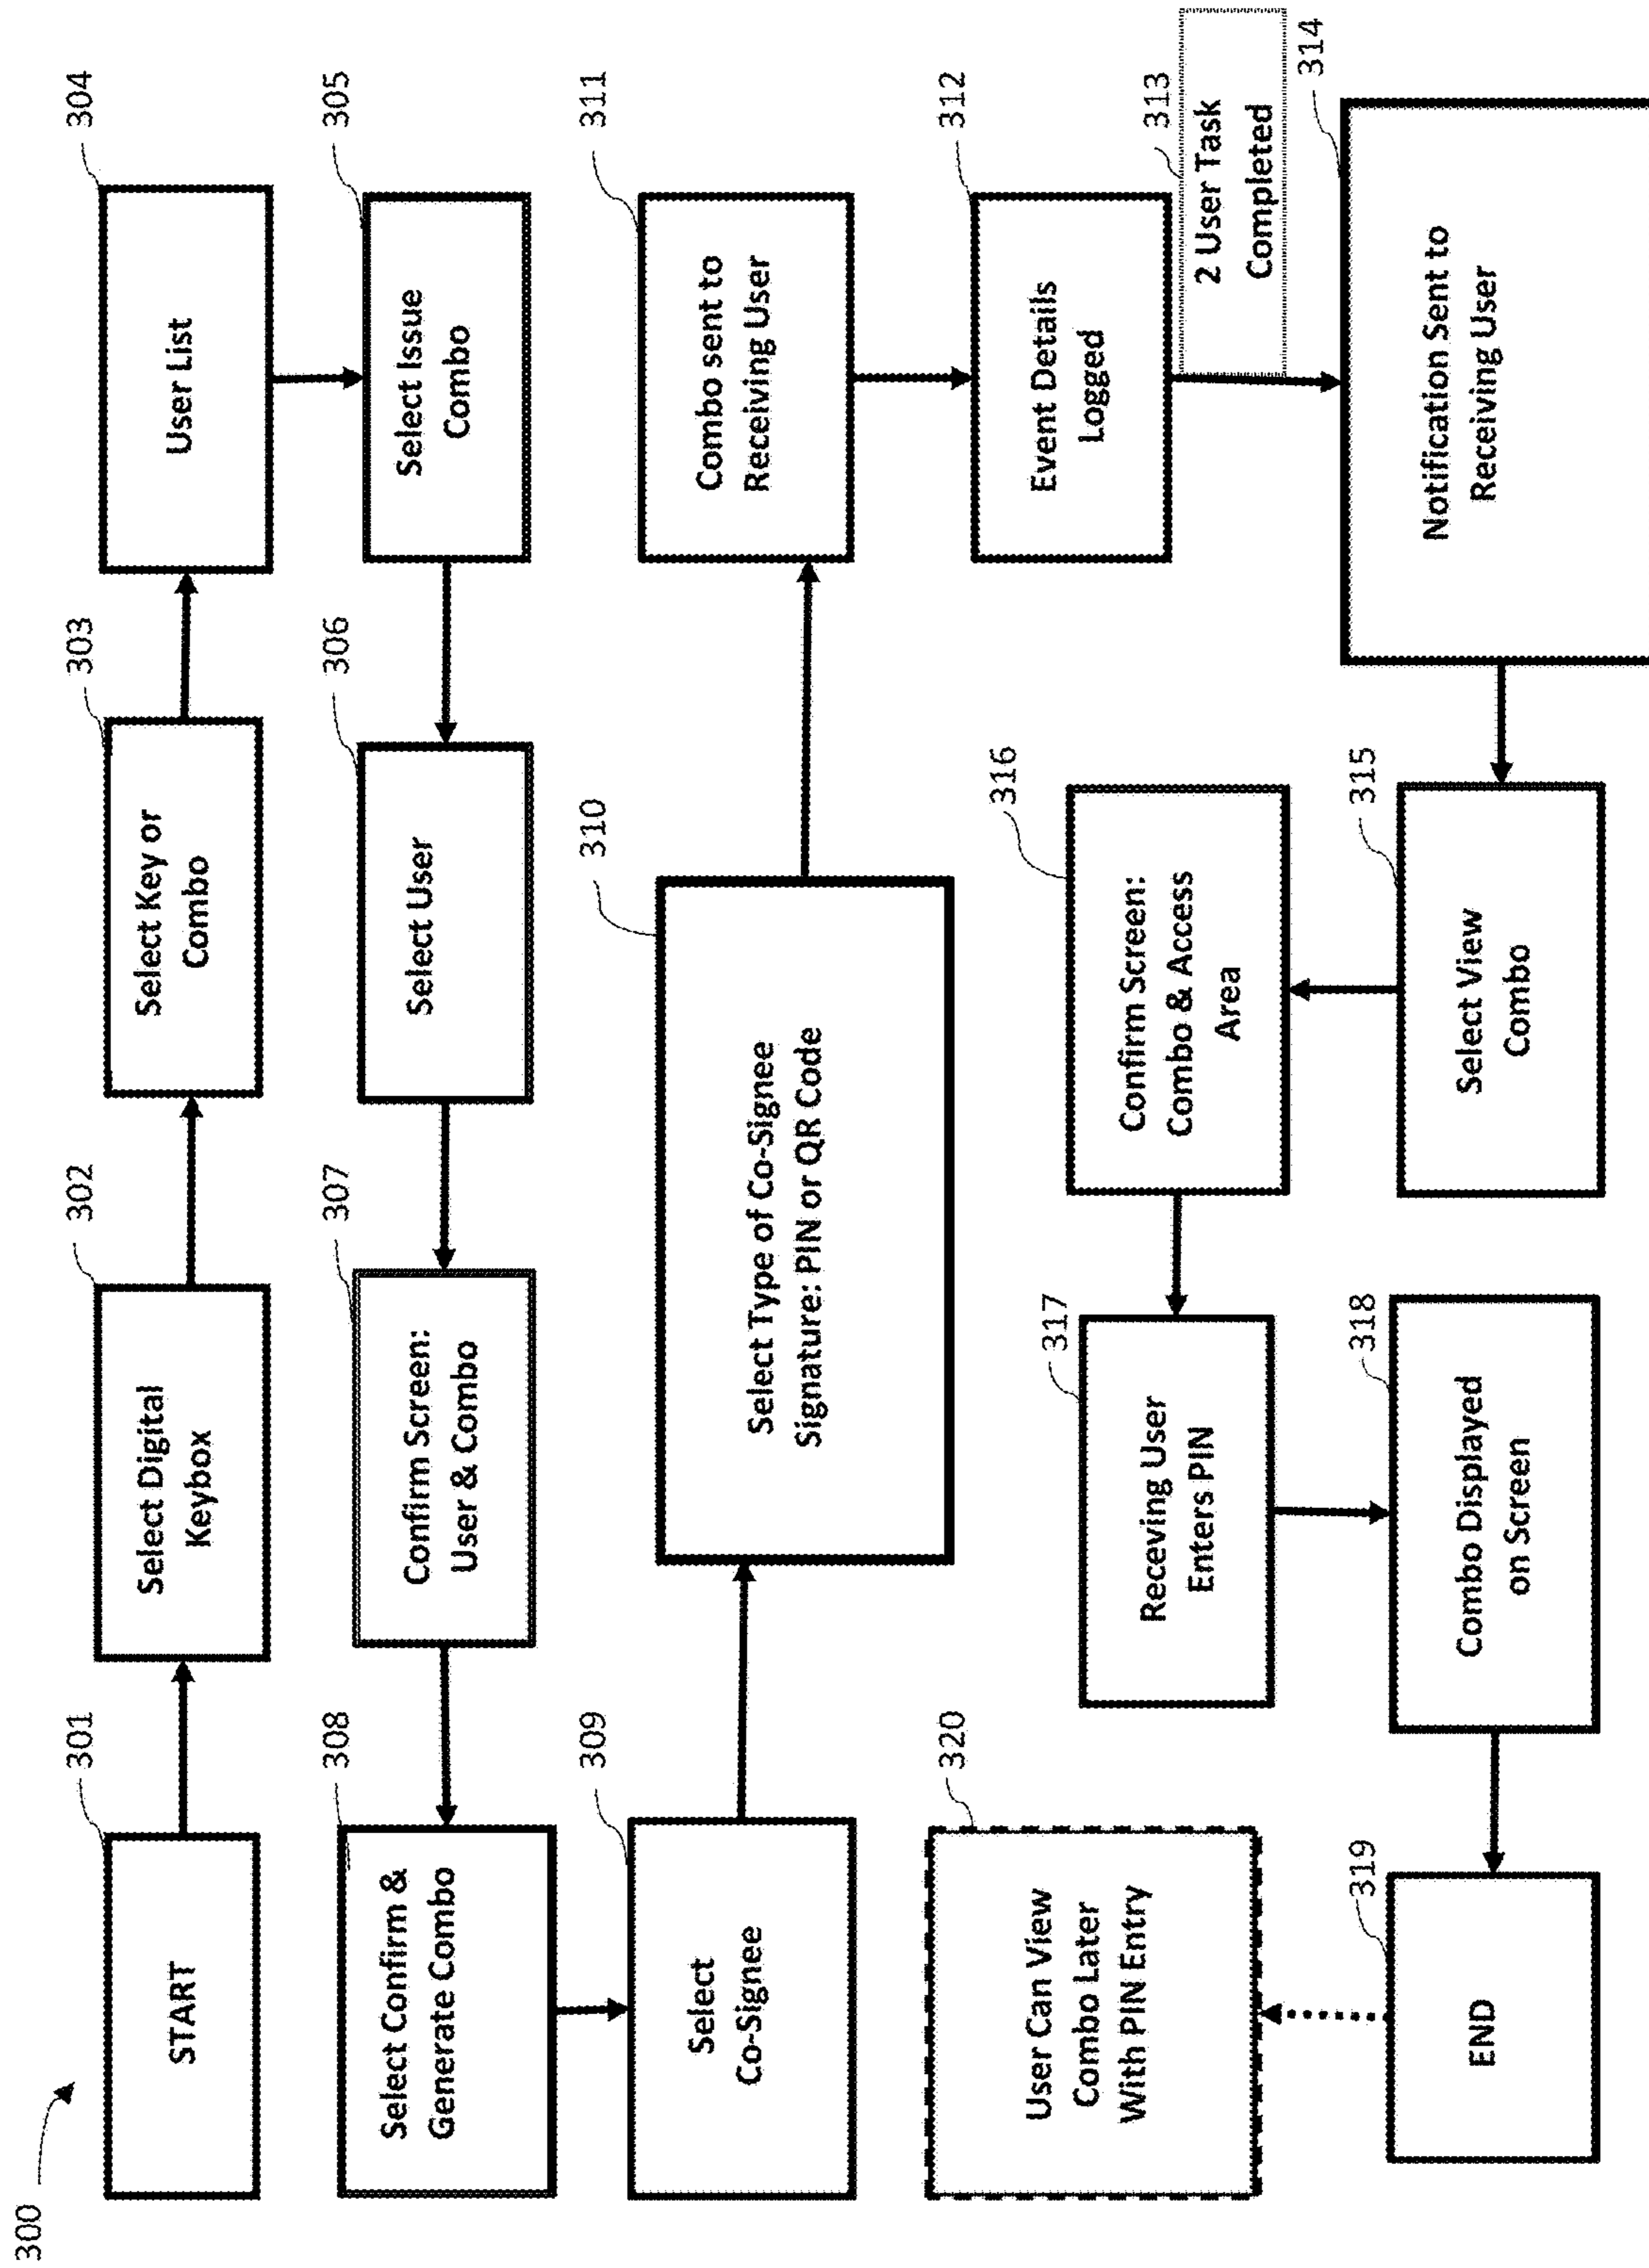 300
301
START
302
Select Digital
Keybox
303
Select Key or
Combo
304
User List
305
Select Issue
Combo
306
Select User
307
Confirm Screen:
User & Combo
308
Select Confirm &
Generate Combo
309
Select
Co-Signee
310
Select Type of Co-Signee
Signature: PIN or QR Code
311
Combo sent to
Receiving User
312
Event Details
Logged
313
2 User Task
Completed
314
Notification Sent to
Receiving User
315
Select View
Combo
316
Confirm Screen:
Combo & Access
Area
317
Receving User
Enters PIN
318
Combo Displayed
on Screen
319
END
320
User Can View
Combo Later
With PIN Entry